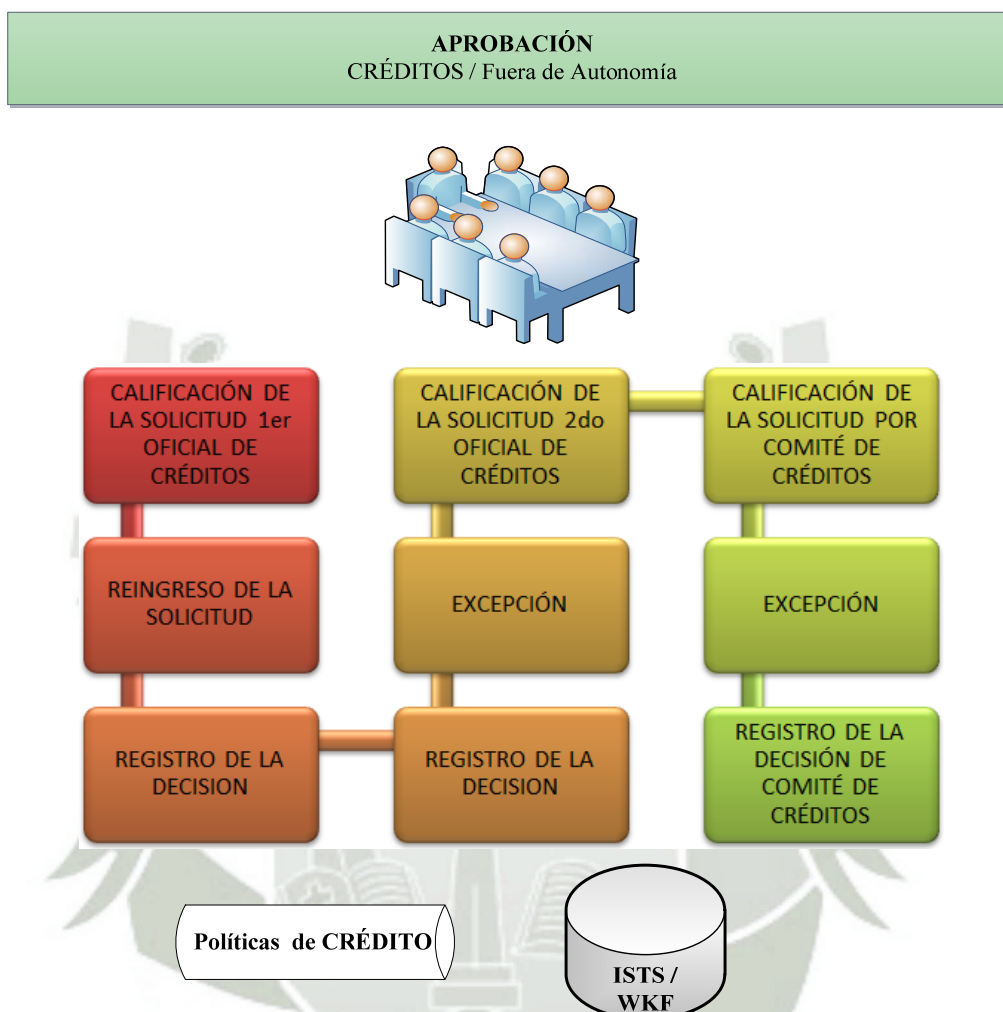 APROBACIÓN
CRÉDITOS / Fuera de Autonomía
CALIFICACIÓN DE
LA SOLICITUD 1er
OFICIAL DE
CRÉDITOS
REINGRESO DE LA
SOLICITUD
REGISTRO DE LA
DECISION
REGISTRO DE LA
DECISION
EXCEPCIÓN
CALIFICACIÓN DE
LA SOLICITUD 2do
OFICIAL DE
CRÉDITOS
CALIFICACIÓN DE
LA SOLICITUD POR
COMITÉ DE
CRÉDITOS
EXCEPCIÓN
REGISTRO DE LA
DECISIÓN DE
COMITÉ DE
CRÉDITOS
Políticas de CRÉDITO
ISTS /
WKF